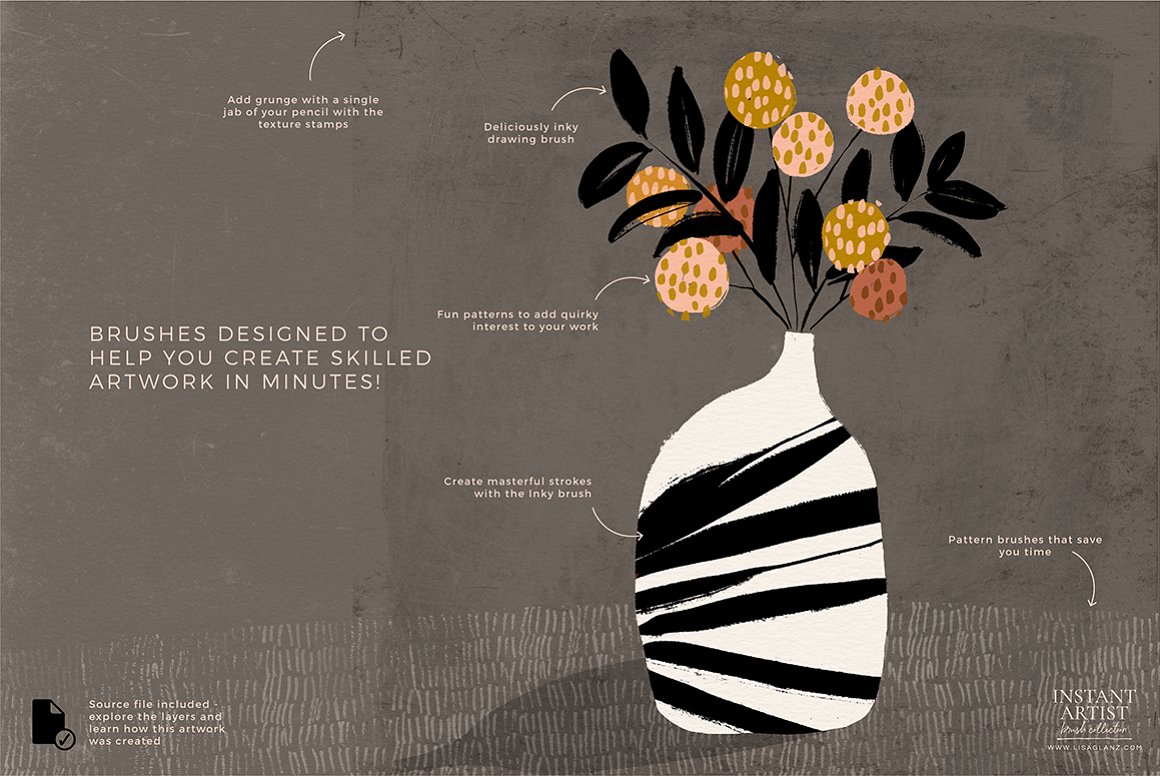 Add grunge with a single
jab of your pencil with the
texture stamps
Deliciously inky
drawing brush
Fun patterns to add quirky
interest to your work
BRUSHES DESIGNED TO
HELP YOU CREATE SKILLED
ARTWORK IN MINUTES!
Create masterful strokes
with the Inky brush
Pattern brushes that save
you time
Source file included -
explore the layers and
learn how this artwork
was created
INSTANT
ARTIST
brush collection
WWW.LISAGLANZ.COM